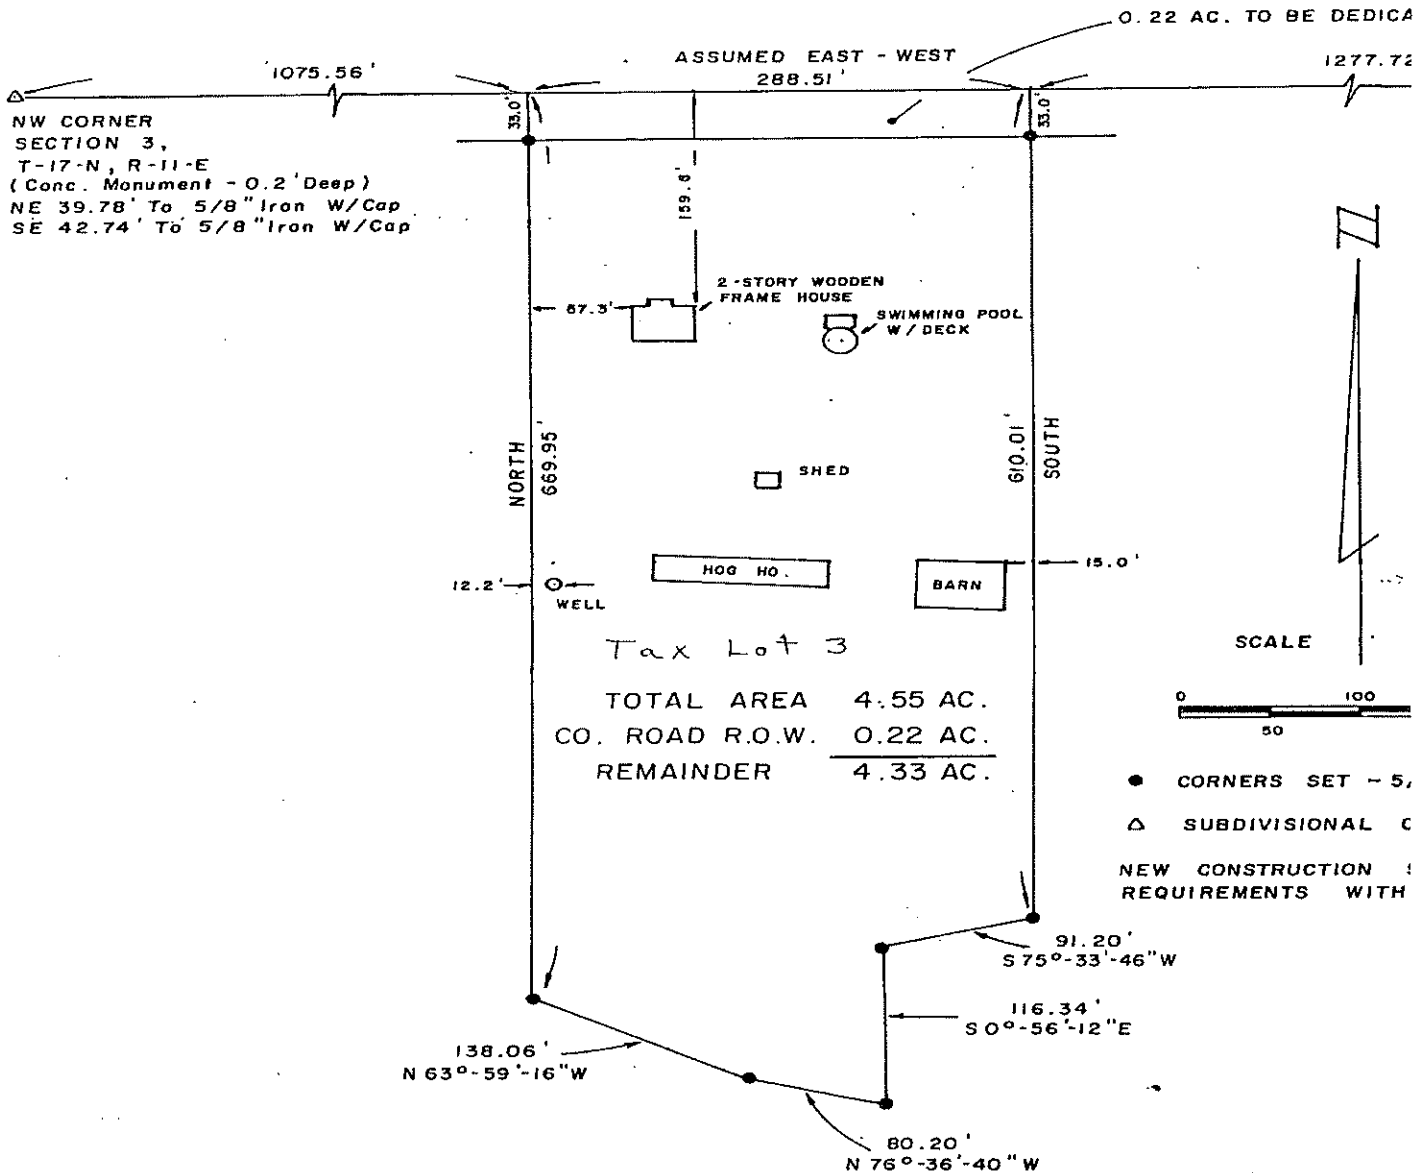 0.22 AC. TO BE DEDICA
ASSUMED EAST - WEST
1075.56'
288.51'
1277.72
33.0'
33.0'
NW CORNER
SECTION 3,
T-17-N, R-11-E
(Conc. Monument - 0.2' Deep)
NE 39.78' To 5/8" Iron W/Cap
SE 42.74' To 5/8" Iron W/Cap
159.8'
2-STORY WOODEN
FRAME HOUSE
57.3'
SWIMMING POOL
W/DECK
NORTH
669.95'
SHED
610.01'
SOUTH
HOG HO.
BARN
15.0'
12.2'
WELL
Tax Lot 3
SCALE
TOTAL AREA 4.55 AC.
CO. ROAD R.O.W. 0.22 AC.
REMAINDER 4.33 AC.
0 100
50
CORNERS SET - 5/
SUBDIVISIONAL C
NEW CONSTRUCTION S
REQUIREMENTS WITH
91.20'
S 75°-33'-46" W
116.34'
S 0°-56'-12" E
138.06'
N 63°-59'-16" W
80.20'
N 76°-36'-40" W
N